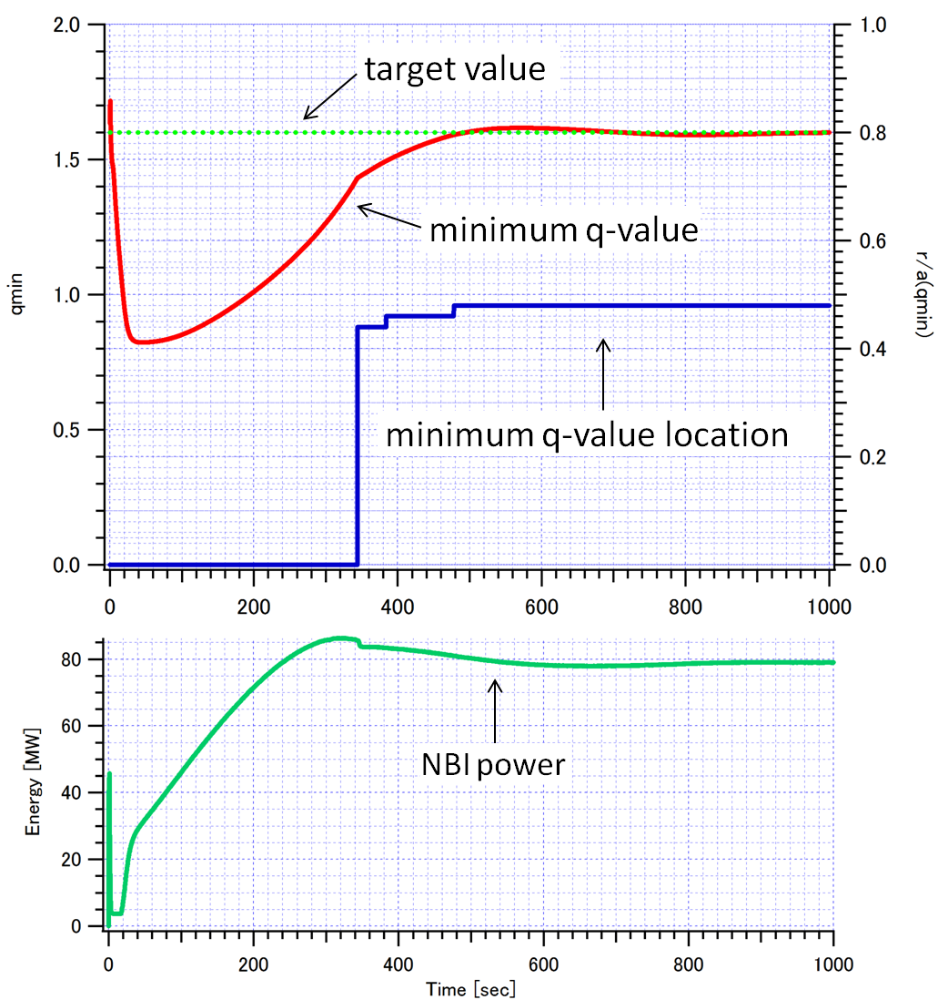 2.0
1.5
1.0
0.5
0.0
qmin
1.0
0.8
0.6
0.4
0.2
0.0
r/a(qmin)
target value
minimum q-value
minimum q-value location
0 200 400 600 800 1000
80
60
40
20
0
Energy [MW]
NBI power
0 200 400 600 800 1000
Time [sec]